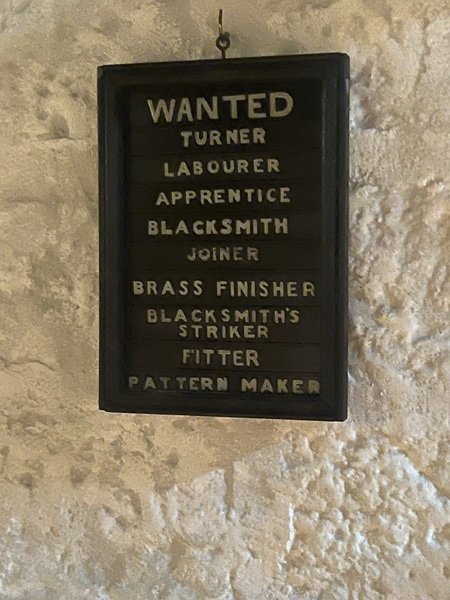 WANTED
TURNER
LABOURER
APPRENTICE
BLACKSMITH
JOINER
BRASS FINISHER
BLACKSMITH'S
STRIKER
FITTER
PATTERN MAKER